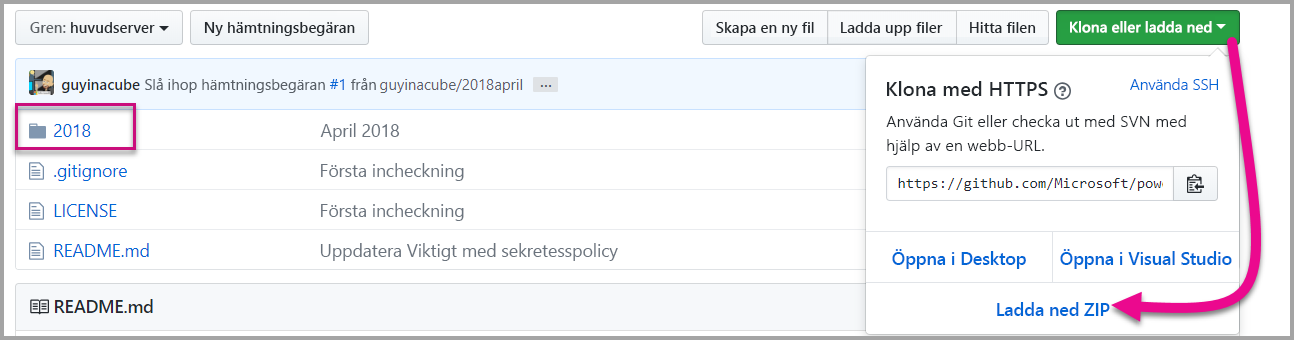 Gren: huvudserver Ny hämtningsbegäran Skapa en ny fil Ladda upp filer Hitta filen Klona eller ladda ned
guyinacube Slå ihop hämtningsbegäran #1 från guyinacube/2018april ...
2018 April 2018
.gitignore Första incheckning
LICENSE Första incheckning
README.md Uppdatera Viktigt med sekretesspolicy
README.md
Klona med HTTPS ? Använda SSH
Använda Git eller checka ut med SVN med
hjälp av en webb-URL.
https://github.com/Microsoft/pow
Öppna i Desktop Öppna i Visual Studio
Ladda ned ZIP